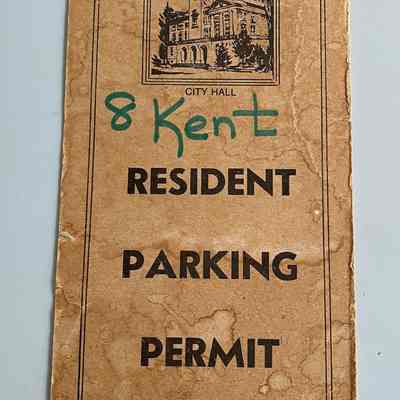 CITY HALL
8 Kent
RESIDENT
PARKING
PERMIT